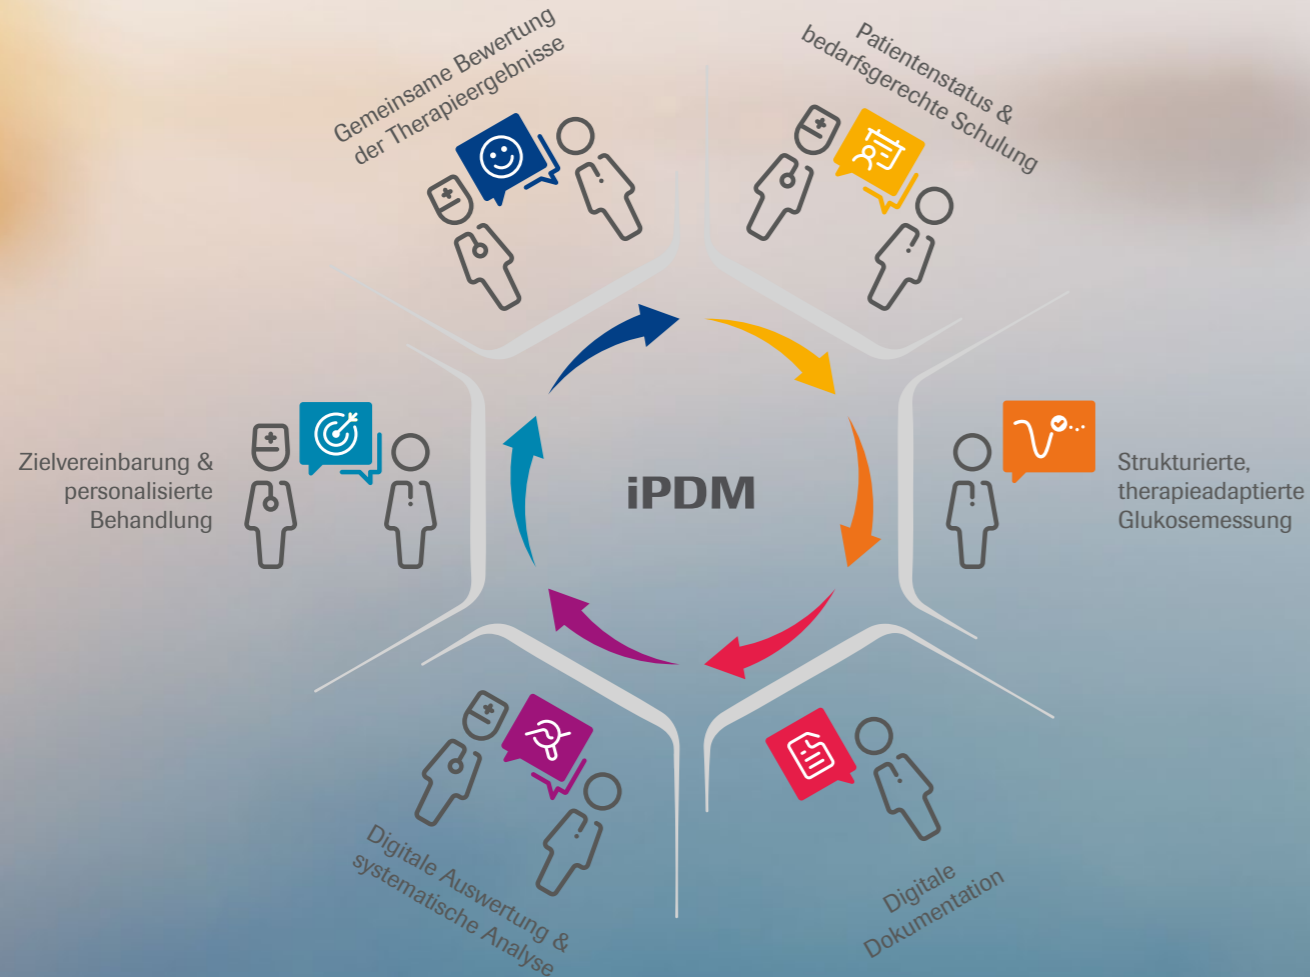 Gemeinsame Bewertung
der Therapieergebnisse
Patientenstatus &
bedarfsgerechte Schulung
Zielvereinbarung &
personalisierte
Behandlung
iPDM
Strukturierte,
therapieadaptierte
Glukosemessung
Digitale Auswertung &
systematische Analyse
Digitale
Dokumentation